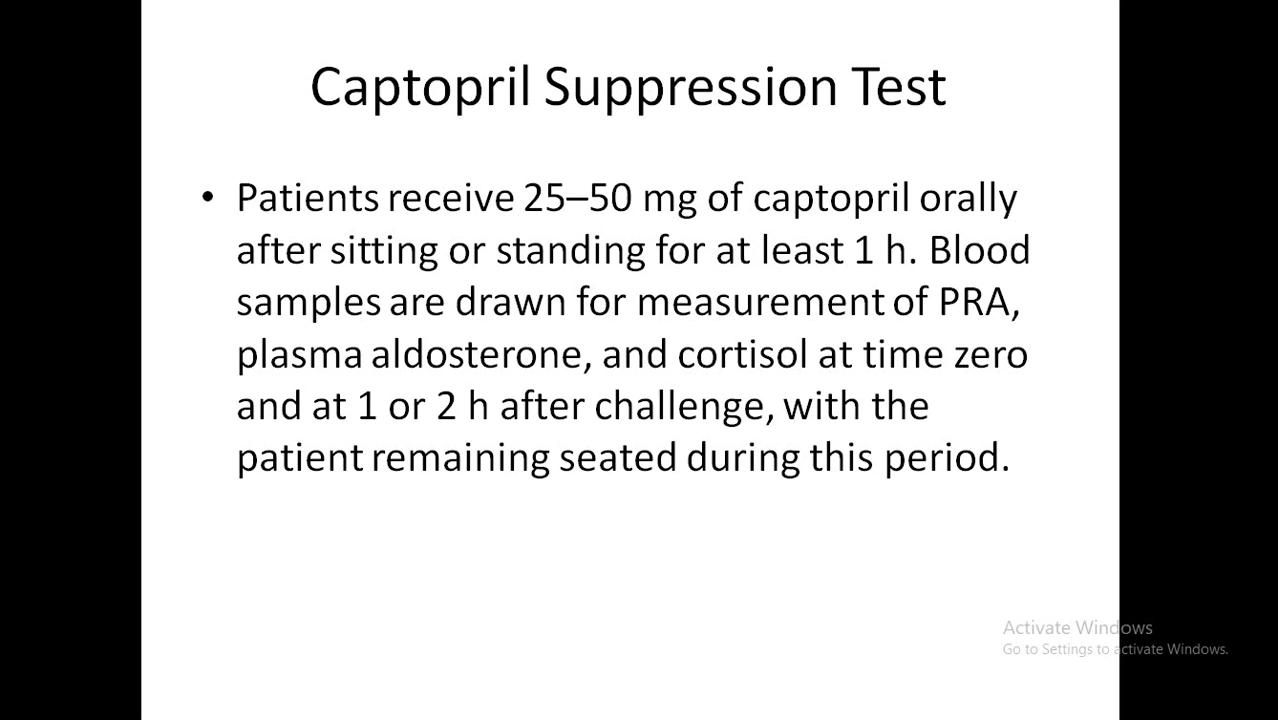 Captopril Suppression Test
• Patients receive 25–50 mg of captopril orally
after sitting or standing for at least 1 h. Blood
samples are drawn for measurement of PRA,
plasma aldosterone, and cortisol at time zero
and at 1 or 2 h after challenge, with the
patient remaining seated during this period.
Activate Windows
Go to Settings to activate Windows.